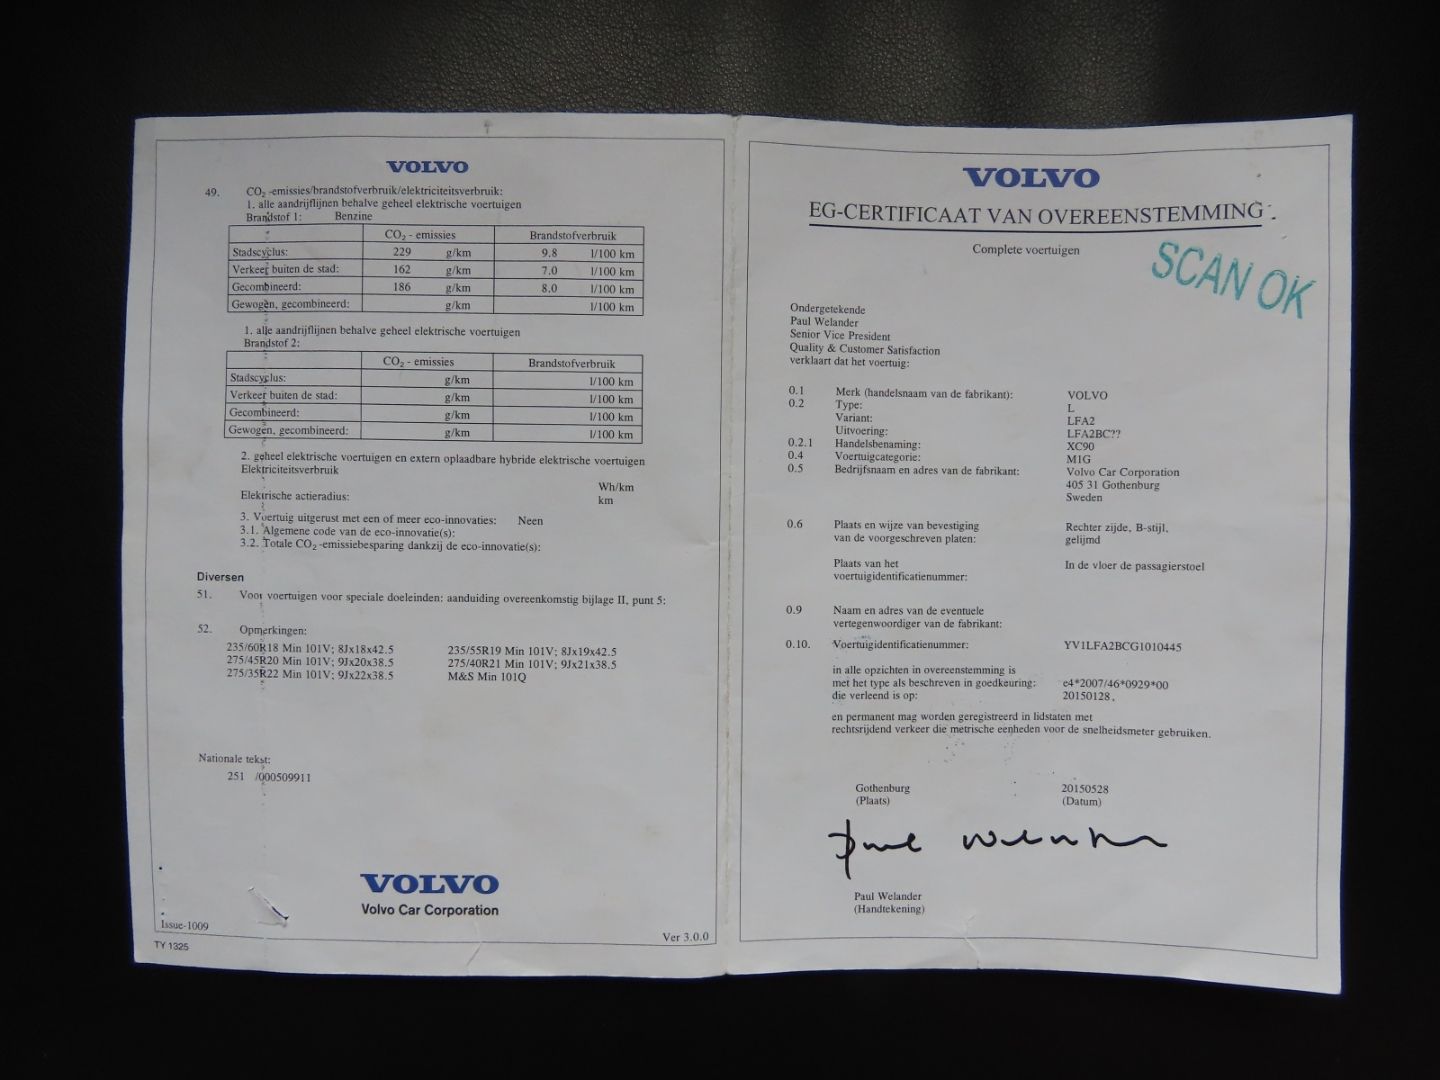 VOLVO
49. CO2 -emissies/brandstofverbruik/elektriciteitsverbruik:
1. alle aandrijflijnen behalve geheel elektrische voertuigen
Brandstof 1: Benzine
CO2 - emissies Brandstofverbruik
Stadscyclus: 229 g/km 9.8 l/100 km
Verkeer buiten de stad: 162 g/km 7.0 l/100 km
Gecombineerd: 186 g/km 8.0 l/100 km
Gewogen, gecombineerd: g/km l/100 km
1. alle aandrijflijnen behalve geheel elektrische voertuigen
Brandstof 2:
CO2 - emissies Brandstofverbruik
Stadscyclus: g/km l/100 km
Verkeer buiten de stad: g/km l/100 km
Gecombineerd: g/km l/100 km
Gewogen, gecombineerd: g/km l/100 km
2. geheel elektrische voertuigen en extern oplaadbare hybride elektrische voertuigen
Elektriciteitsverbruik
Wh/km
Elektrische actieradius: km
3. Voertuig uitgerust met een of meer eco-innovaties: Neen
3.1. Algemene code van de eco-innovatie(s):
3.2. Totale CO2 -emissiebesparing dankzij de eco-innovatie(s):
Diversen
51. Voor voertuigen voor speciale doeleinden: aanduiding overeenkomstig bijlage II, punt 5:
52. Opmerkingen:
235/60R18 Min 101V; 8Jx18x42.5 235/55R19 Min 101V; 8Jx19x42.5
275/45R20 Min 101V; 9Jx20x38.5 275/40R21 Min 101V; 9Jx21x38.5
275/35R22 Min 101V; 9Jx22x38.5 M&S Min 101Q
Nationale tekst:
251 /000509911
VOLVO
Volvo Car Corporation
Issue-1009
Ver 3.0.0
TY 1325
VOLVO
EG-CERTIFICAAT VAN OVEREENSTEMMING
Complete voertuigen
SCAN OK
Ondergetekende
Paul Welander
Senior Vice President
Quality & Customer Satisfaction
verklaart dat het voertuig:
0.1 Merk (handelsnaam van de fabrikant): VOLVO
0.2 Type: L
Variant: LFA2
Uitvoering: LFA2BC??
0.2.1 Handelsbenaming: XC90
0.4 Voertuigcategorie: M1G
0.5 Bedrijfsnaam en adres van de fabrikant: Volvo Car Corporation
405 31 Gothenburg
Sweden
0.6 Plaats en wijze van bevestiging Rechter zijde, B-stijl,
van de voorgeschreven platen: gelijmd
Plaats van het In de vloer de passagierstoel
voertuigidentificatienummer:
0.9 Naam en adres van de eventuele
vertegenwoordiger van de fabrikant:
0.10. Voertuigidentificatienummer: YV1LFA2BCG1010445
in alle opzichten in overeenstemming is
met het type als beschreven in goedkeuring: e4*2007/46*0929*00
die verleend is op: 20150128,
en permanent mag worden geregistreerd in lidstaten met
rechtsrijdend verkeer die metrische eenheden voor de snelheidsmeter gebruiken.
Gothenburg 20150528
(Plaats) (Datum)
Paul Welander
Paul Welander
(Handtekening)